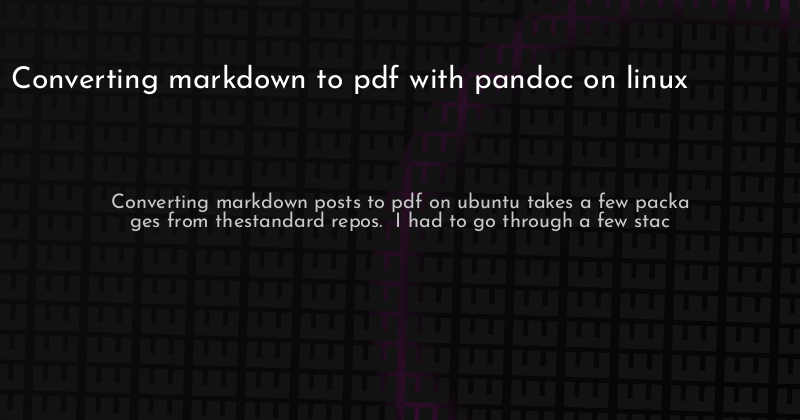 Converting markdown to pdf with pandoc on linux
Converting markdown posts to pdf on ubuntu takes a few packa
ges from thestandard repos.  I had to go through a few stac